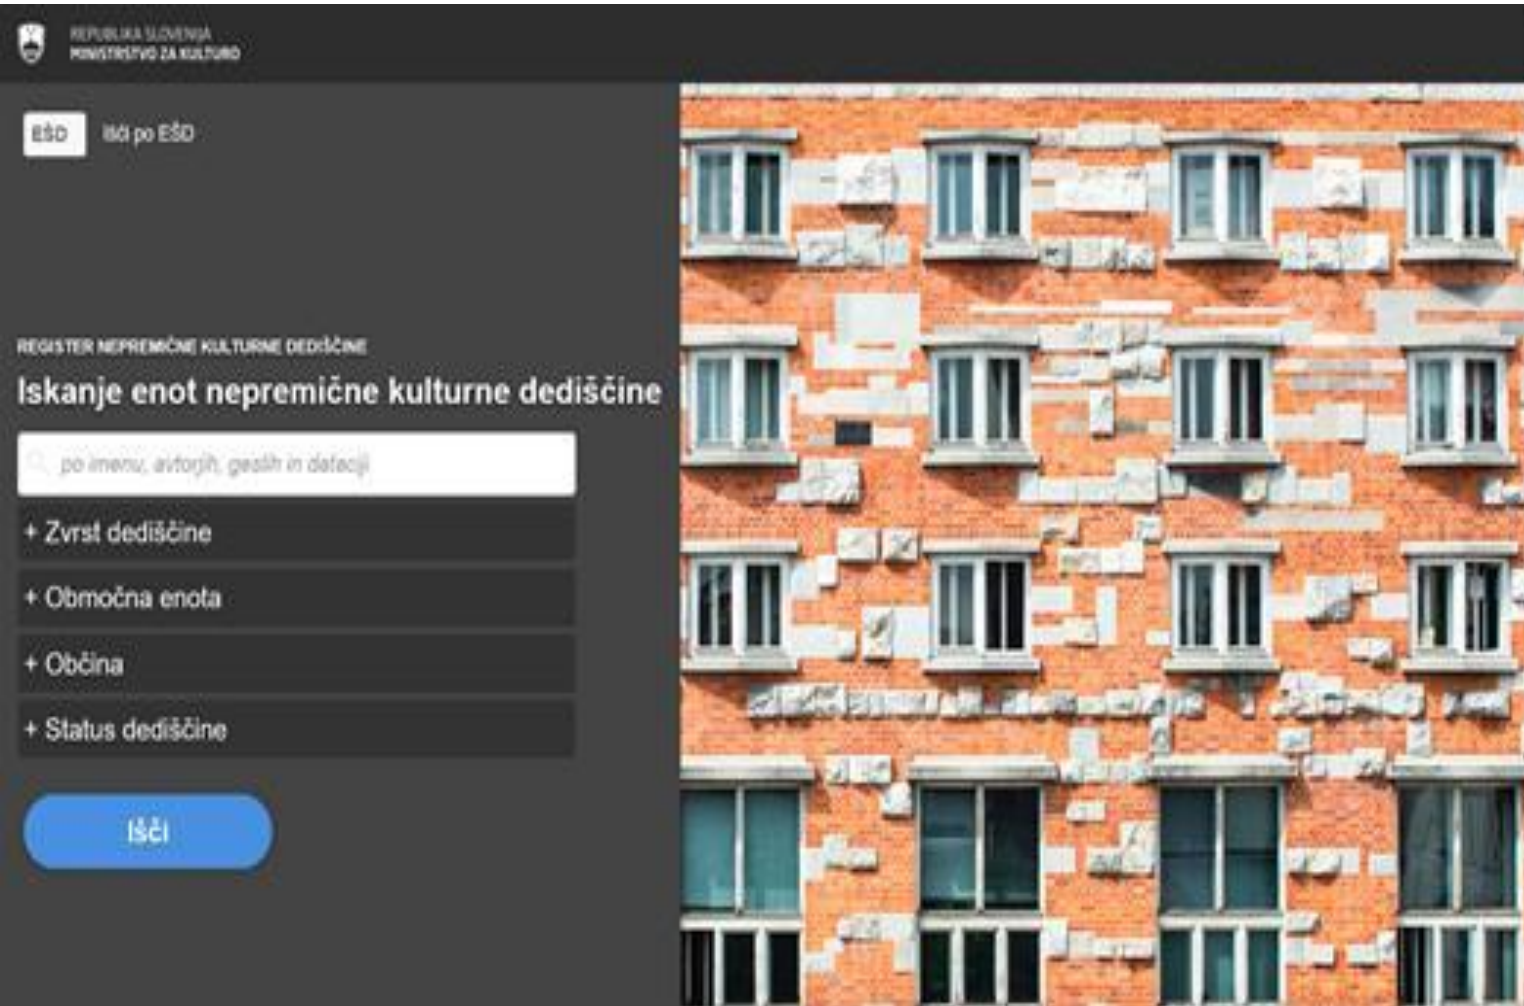 REPUBLIKA SLOVENIJA
MINISTRSTVO ZA KULTURO
EŠD
Išči po EŠD
REGISTER NEPREMIČNE KULTURNE DEDIŠČINE
Iskanje enot nepremične kulturne dediščine
po imenu, avtorjih, geslih in dataciji
+ Zvrst dediščine
+ Območna enota
+ Občina
+ Status dediščine
Išči